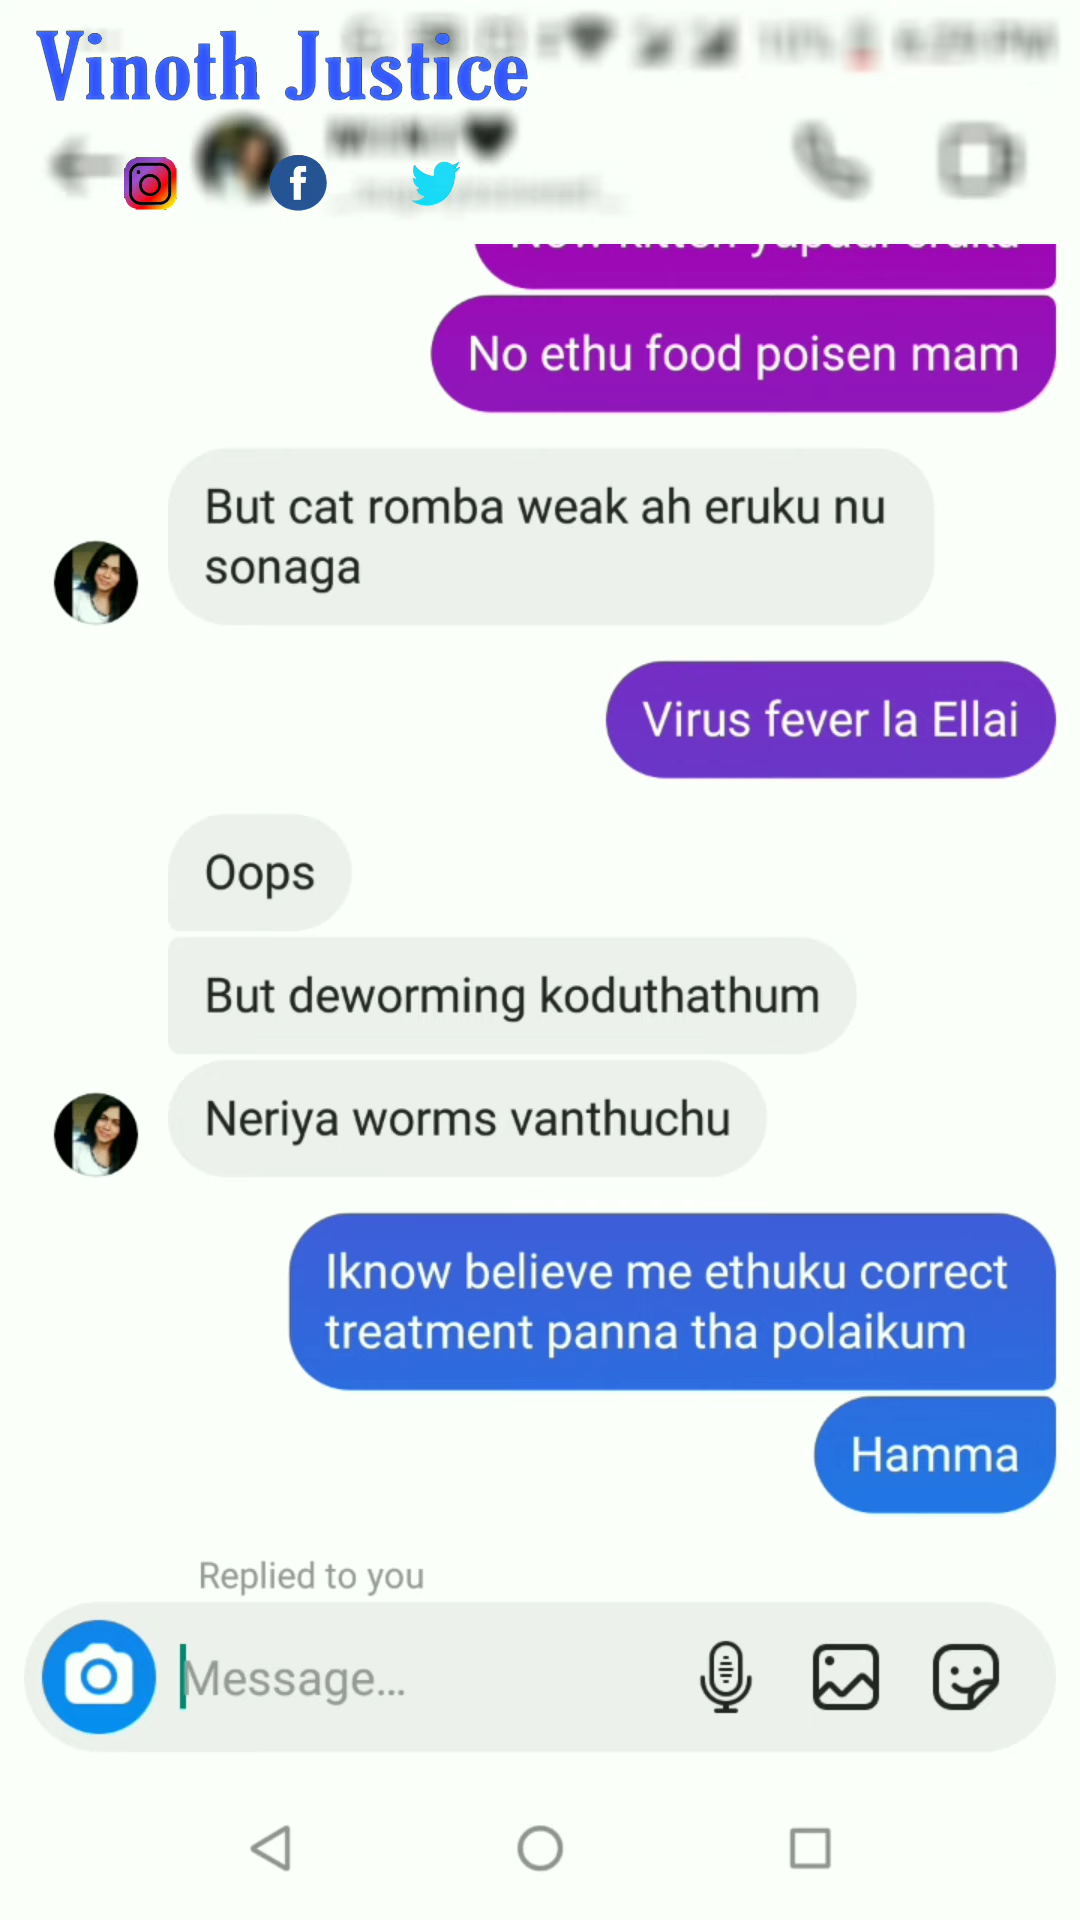 Vinoth Justice
No ethu food poisen mam
But cat romba weak ah eruku nu
sonaga
Virus fever la Ellai
Oops
But deworming koduthathum
Neriya worms vanthuchu
Iknow believe me ethuku correct
treatment panna tha polaikum
Hamma
Replied to you
Message...